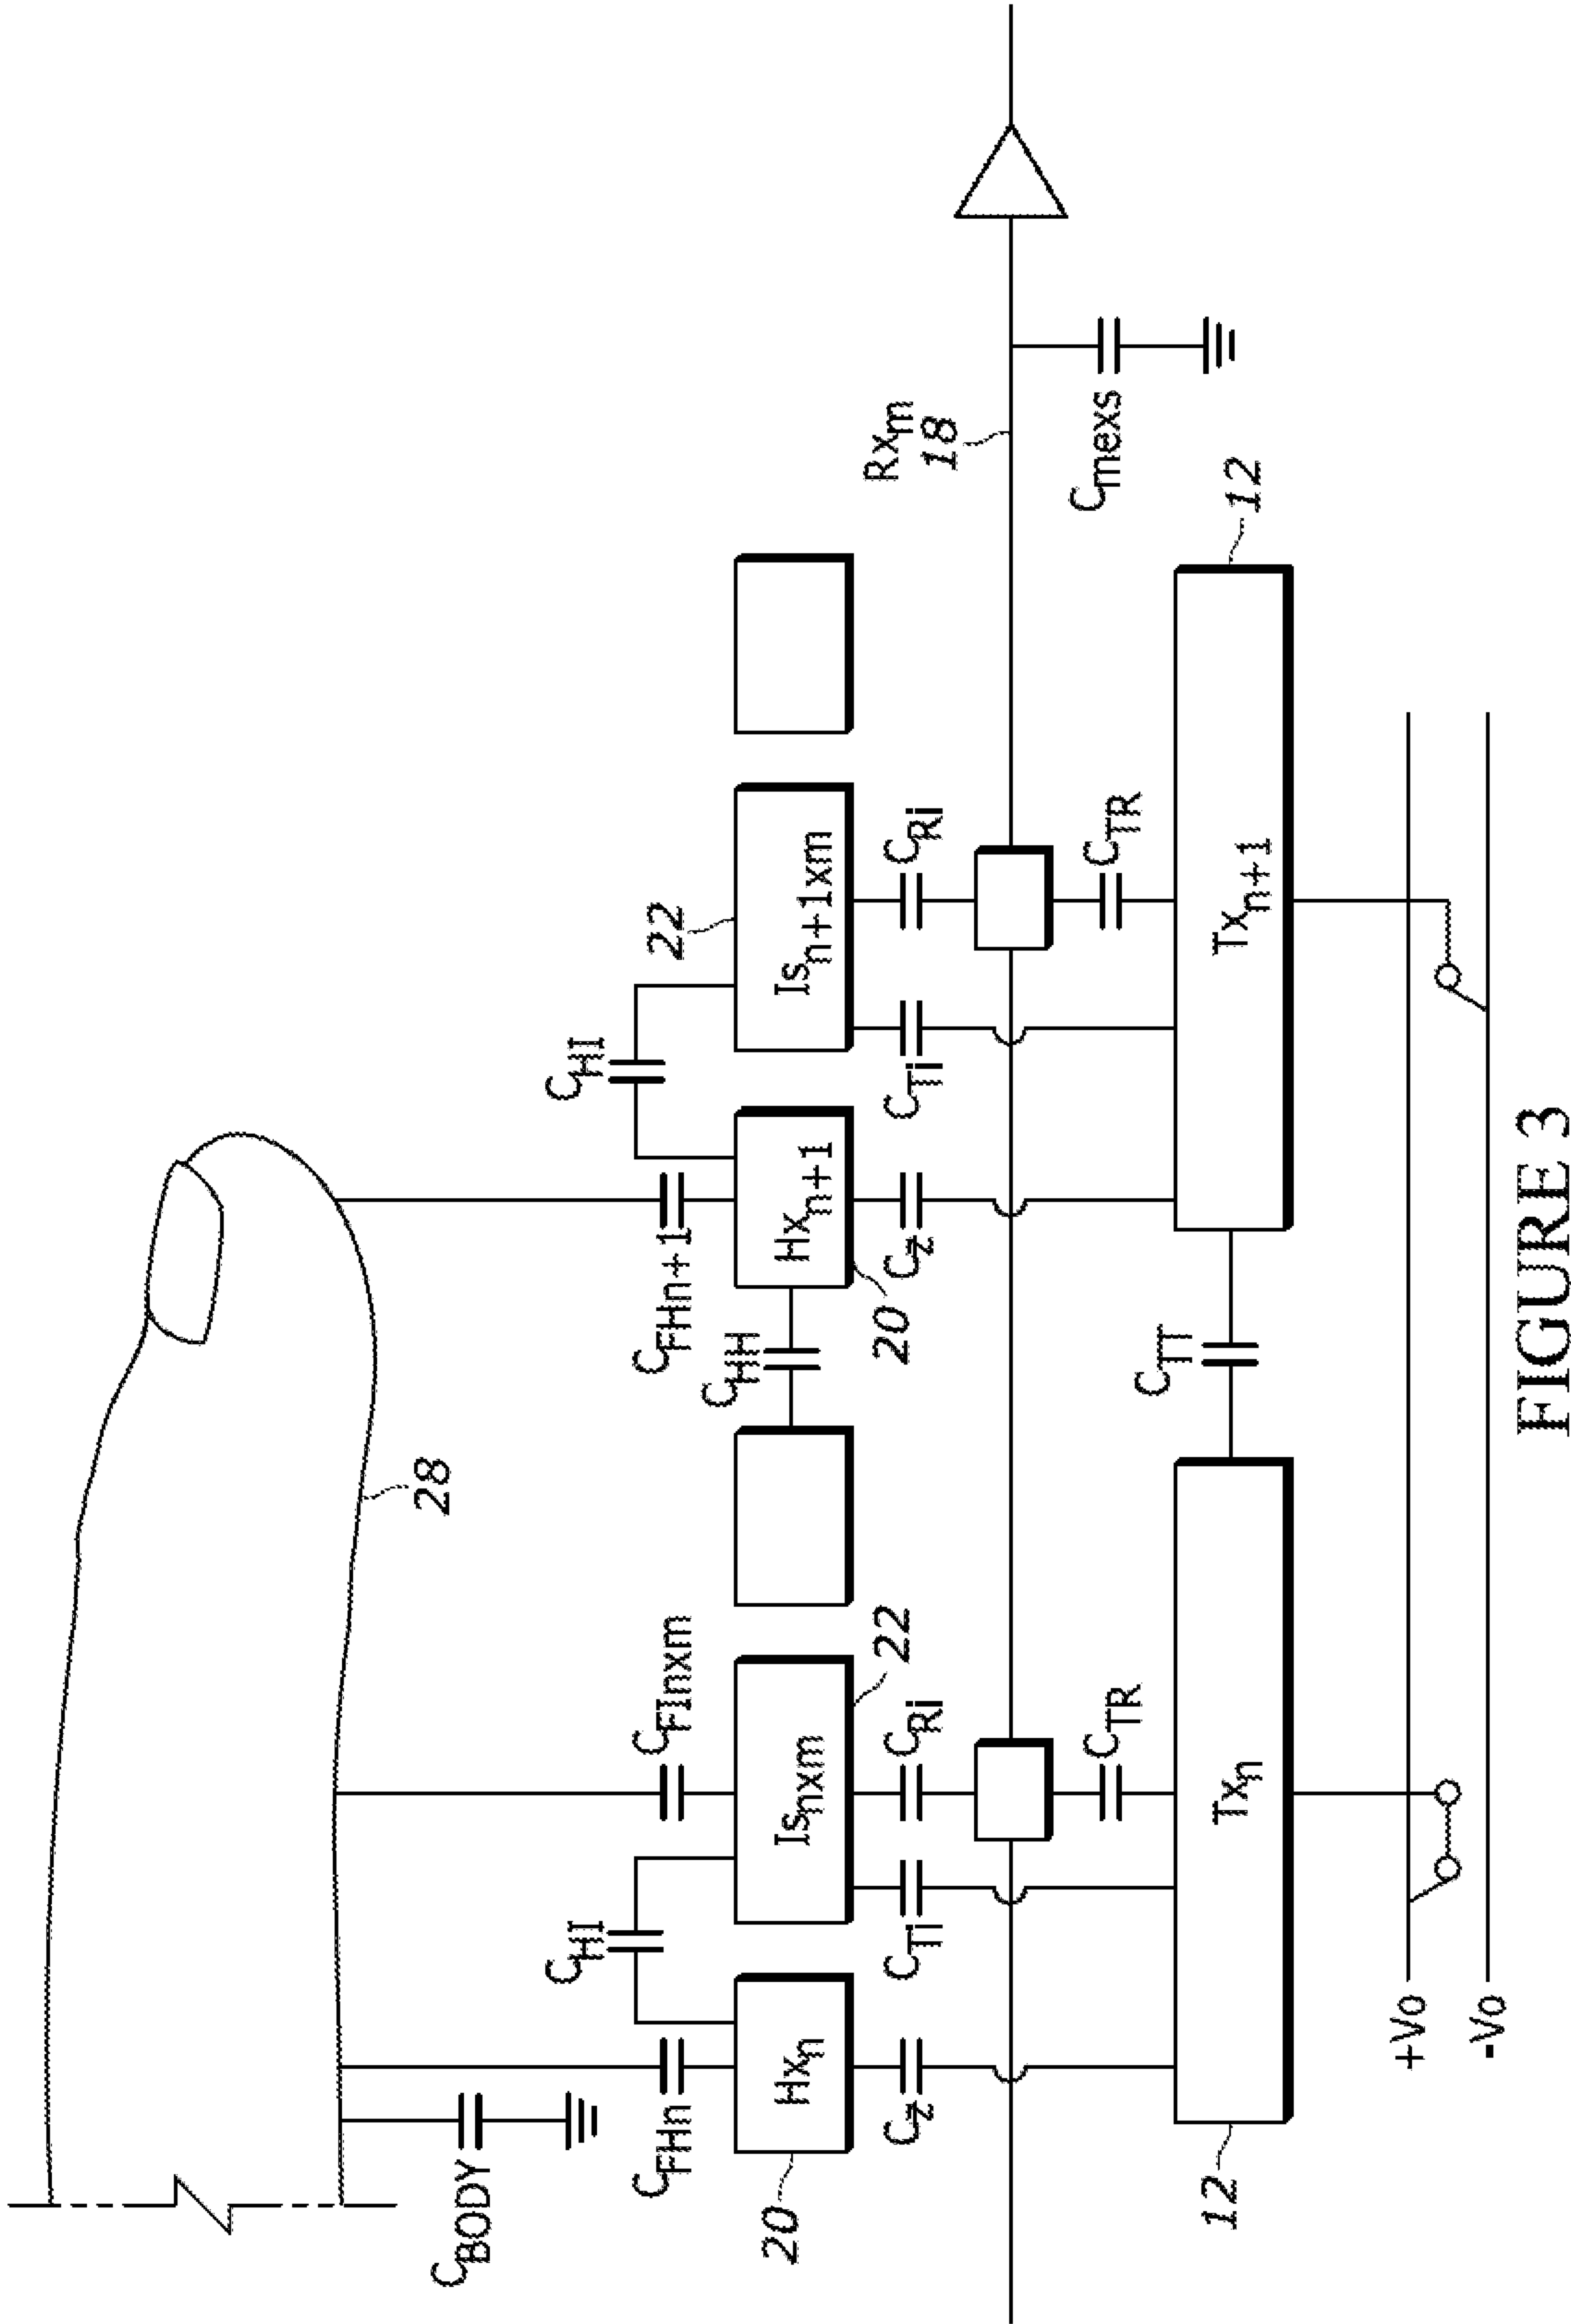 28
C_BODY
C_FHn
C_HI
C_FInxm
C_FHn+1
C_HI
C_HH
20
Hx_n
Is_nxm
22
Hx_n+1
20
Is_n+1xm
22
C_z
C_Ti
C_Ri
C_z
C_Ti
C_Ri
Rx_m
18
C_mexs
C_TR
C_TT
C_TR
12
Tx_n
Tx_n+1
12
+Vo
-Vo
FIGURE 3